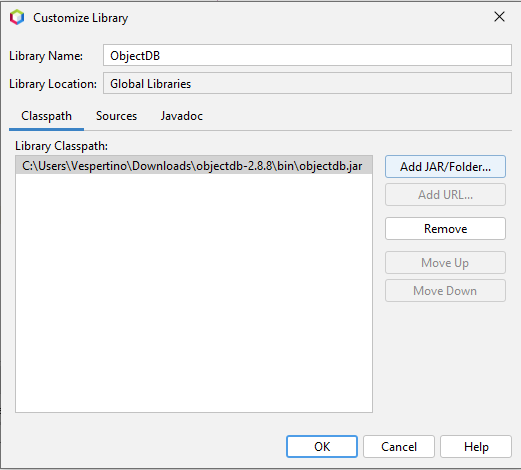 Customize Library
Library Name: ObjectDB
Library Location: Global Libraries
Classpath Sources Javadoc
Library Classpath:
C:\Users\Vespertino\Downloads\objectdb-2.8.8\bin\objectdb.jar
Add JAR/Folder...
Add URL...
Remove
Move Up
Move Down
OK Cancel Help